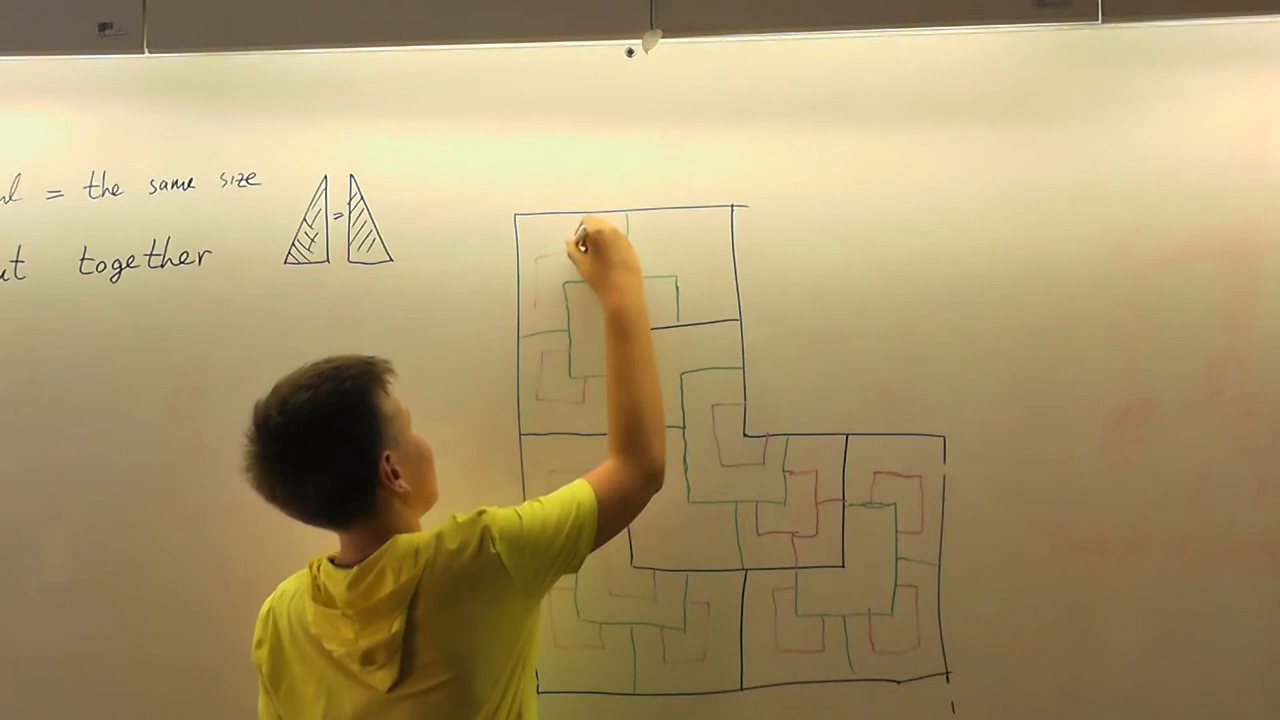 = the same size
together
=